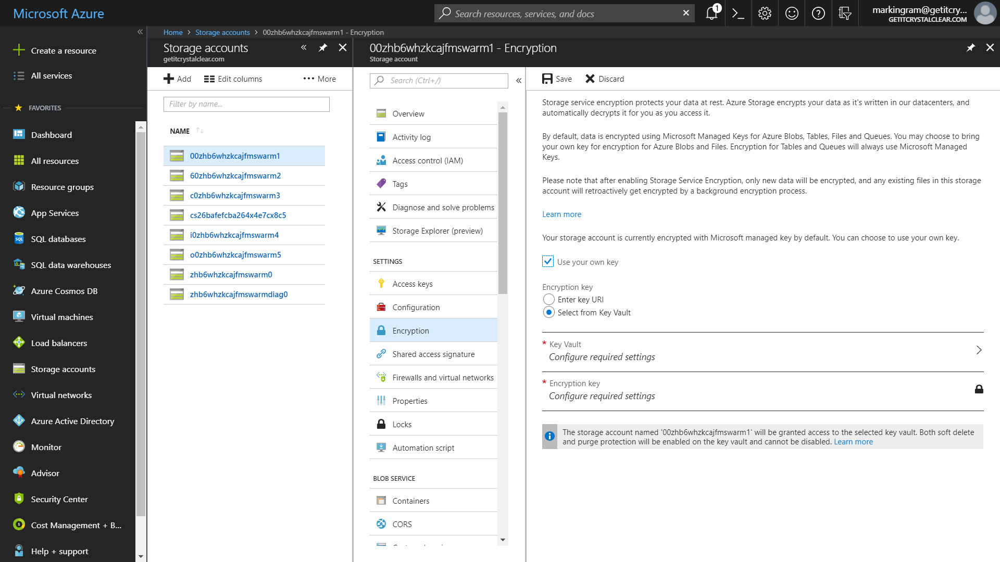 Microsoft Azure
Search resources, services, and docs
1
markingram@getitcry...
GETITCRYSTALCLEAR.COM
Create a resource
All services
FAVORITES
Dashboard
All resources
Resource groups
App Services
SQL databases
SQL data warehouses
Azure Cosmos DB
Virtual machines
Load balancers
Storage accounts
Virtual networks
Azure Active Directory
Monitor
Advisor
Security Center
Cost Management + B...
Help + support
Home > Storage accounts > 00zhb6whzkcajfmswarm1 - Encryption
Storage accounts
getitcrystalclear.com
Add
Edit columns
More
Filter by name...
NAME
00zhb6whzkcajfmswarm1
60zhb6whzkcajfmswarm2
c0zhb6whzkcajfmswarm3
cs26bafefcba264x4e7cx8c5
i0zhb6whzkcajfmswarm4
o0zhb6whzkcajfmswarm5
zhb6whzkcajfmswarm0
zhb6whzkcajfmswarmdiag0
00zhb6whzkcajfmswarm1 - Encryption
Storage account
Search (Ctrl+/)
Overview
Activity log
Access control (IAM)
Tags
Diagnose and solve problems
Storage Explorer (preview)
SETTINGS
Access keys
Configuration
Encryption
Shared access signature
Firewalls and virtual networks
Properties
Locks
Automation script
BLOB SERVICE
Containers
CORS
Save
Discard
Storage service encryption protects your data at rest. Azure Storage encrypts your data as it's written in our datacenters, and
automatically decrypts it for you as you access it.
By default, data is encrypted using Microsoft Managed Keys for Azure Blobs, Tables, Files and Queues. You may choose to bring
your own key for encryption for Azure Blobs and Files. Encryption for Tables and Queues will always use Microsoft Managed
Keys.
Please note that after enabling Storage Service Encryption, only new data will be encrypted, and any existing files in this storage
account will retroactively get encrypted by a background encryption process.
Learn more
Your storage account is currently encrypted with Microsoft managed key by default. You can choose to use your own key.
Use your own key
Encryption key
Enter key URI
Select from Key Vault
* Key Vault
Configure required settings
* Encryption key
Configure required settings
The storage account named '00zhb6whzkcajfmswarm1' will be granted access to the selected key vault. Both soft delete
and purge protection will be enabled on the key vault and cannot be disabled. Learn more